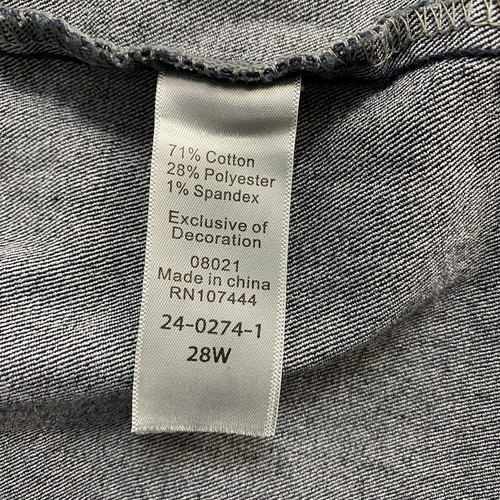 71% Cotton
28% Polyester
1% Spandex
Exclusive of
Decoration
08021
Made in china
RN107444
24-0274-1
28W